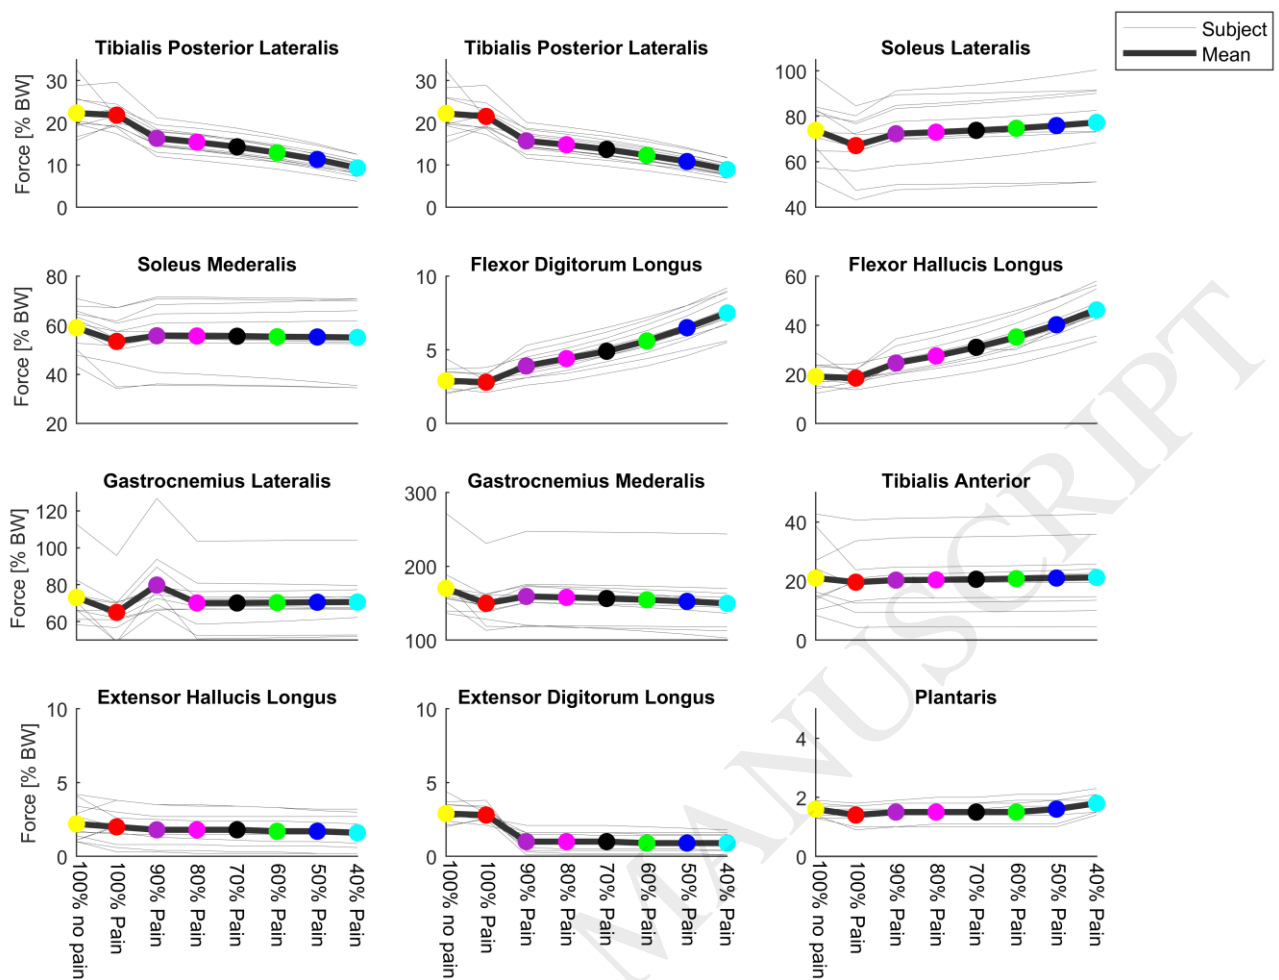 Subject
Mean
Tibialis Posterior Lateralis
Force [% BW]
30
20
10
0
Tibialis Posterior Lateralis
30
20
10
0
Soleus Lateralis
100
80
60
40
Soleus Mederalis
Force [% BW]
80
60
40
20
Flexor Digitorum Longus
10
5
0
Flexor Hallucis Longus
60
40
20
0
Gastrocnemius Lateralis
Force [% BW]
120
100
80
60
Gastrocnemius Mederalis
300
200
100
Tibialis Anterior
40
20
0
Extensor Hallucis Longus
Force [% BW]
10
5
0
100% no pain
100% Pain
90% Pain
80% Pain
70% Pain
60% Pain
50% Pain
40% Pain
Extensor Digitorum Longus
10
5
0
100% no pain
100% Pain
90% Pain
80% Pain
70% Pain
60% Pain
50% Pain
40% Pain
Plantaris
4
2
0
100% no pain
100% Pain
90% Pain
80% Pain
70% Pain
60% Pain
50% Pain
40% Pain
MANUSCRIPT